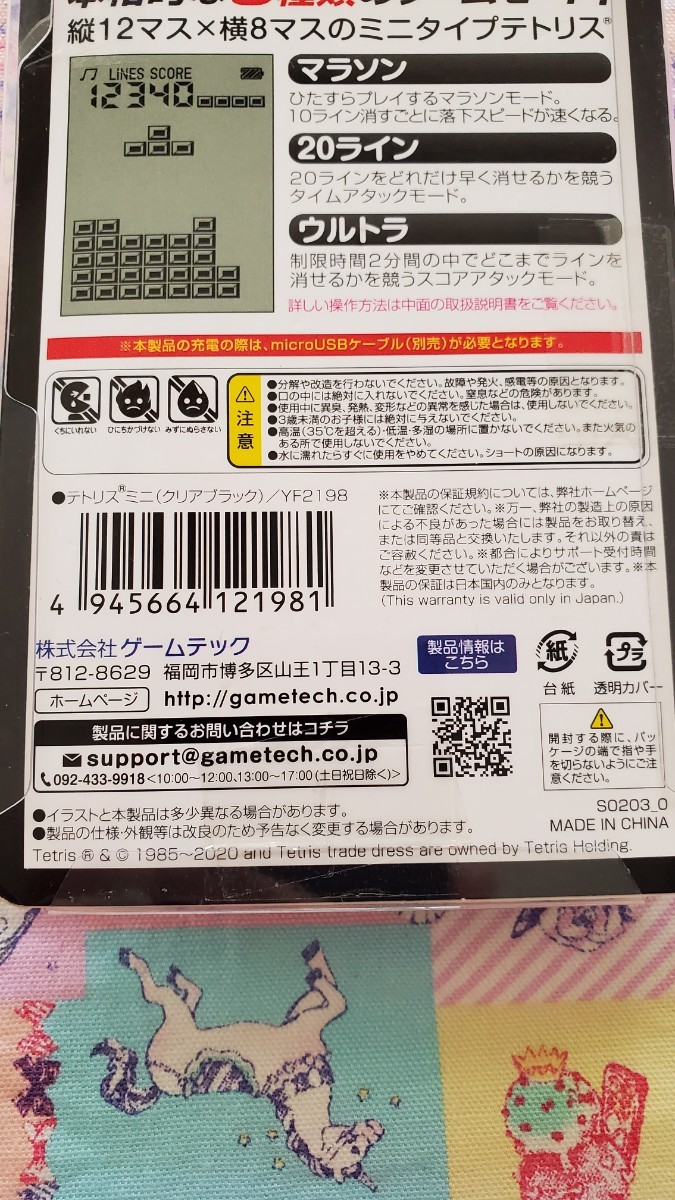 縦12マス×横8マスのミニタイプテトリス®
LINES SCORE
12340
マラソン
ひたすらプレイするマラソンモード。
10ライン消すごとに落下スピードが速くなる。
20ライン
20ラインをどれだけ早く消せるかを競う
タイムアタックモード。
ウルトラ
制限時間2分間の中でどこまでラインを
消せるかを競うスコアアタックモード。
詳しい操作方法は中面の取扱説明書をご覧ください。
※本製品の充電の際は、microUSBケーブル(別売)が必要となります。
くちにいれない
ひにちかづけない
みずにぬらさない
注意
●分解や改造を行わないでください。故障や発火、感電等の原因となります。
●口の中には絶対に入れないでください。窒息などの危険があります。
●使用中に異臭、発熱、変形などの異常を感じた場合は、使用しないでください。
●3歳未満のお子様には絶対に与えないでください。
●高温(35℃を超える)・低温・多湿の場所に置かないでください。また火気の
ある所で使用しないでください。
●水に濡れたらすぐに使用をやめてください。ショートの原因になります。
●テトリス®ミニ(クリアブラック)/YF2198
4 945664 121981
※本製品の保証規約については、弊社ホームページ
にてご確認ください。※万一、弊社の製造上の原因
による不良があった場合には製品をお取り替え、
または同等品と交換いたします。それ以外の責は
ご容赦ください。※都合によりサポート受付時間
などを変更させていただく場合がございます。※本
製品の保証は日本国内のみとなります。
(This warranty is valid only in Japan.)
株式会社ゲームテック
〒812-8629 福岡市博多区山王1丁目13-3
ホームページ http://gametech.co.jp
製品に関するお問い合わせはコチラ
support@gametech.co.jp
092-433-9918<10:00~12:00、13:00~17:00(土日祝日除く)>
製品情報は
こちら
紙
台紙
プラ
透明カバー
開封する際に、パッ
ケージの端で指や手
を切らないようにご注
意ください。
●イラストと本製品は多少異なる場合があります。
●製品の仕様・外観等は改良のため予告なく変更する場合があります。
S0203_0
MADE IN CHINA
Tetris ® & © 1985~2020 and Tetris trade dress are owned by Tetris Holding.